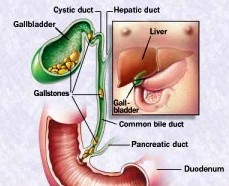 Cystic duct
Hepatic duct
Gallbladder
Liver
Gallstones
Gall-
bladder
Common bile duct
Pancreatic duct
Duodenum